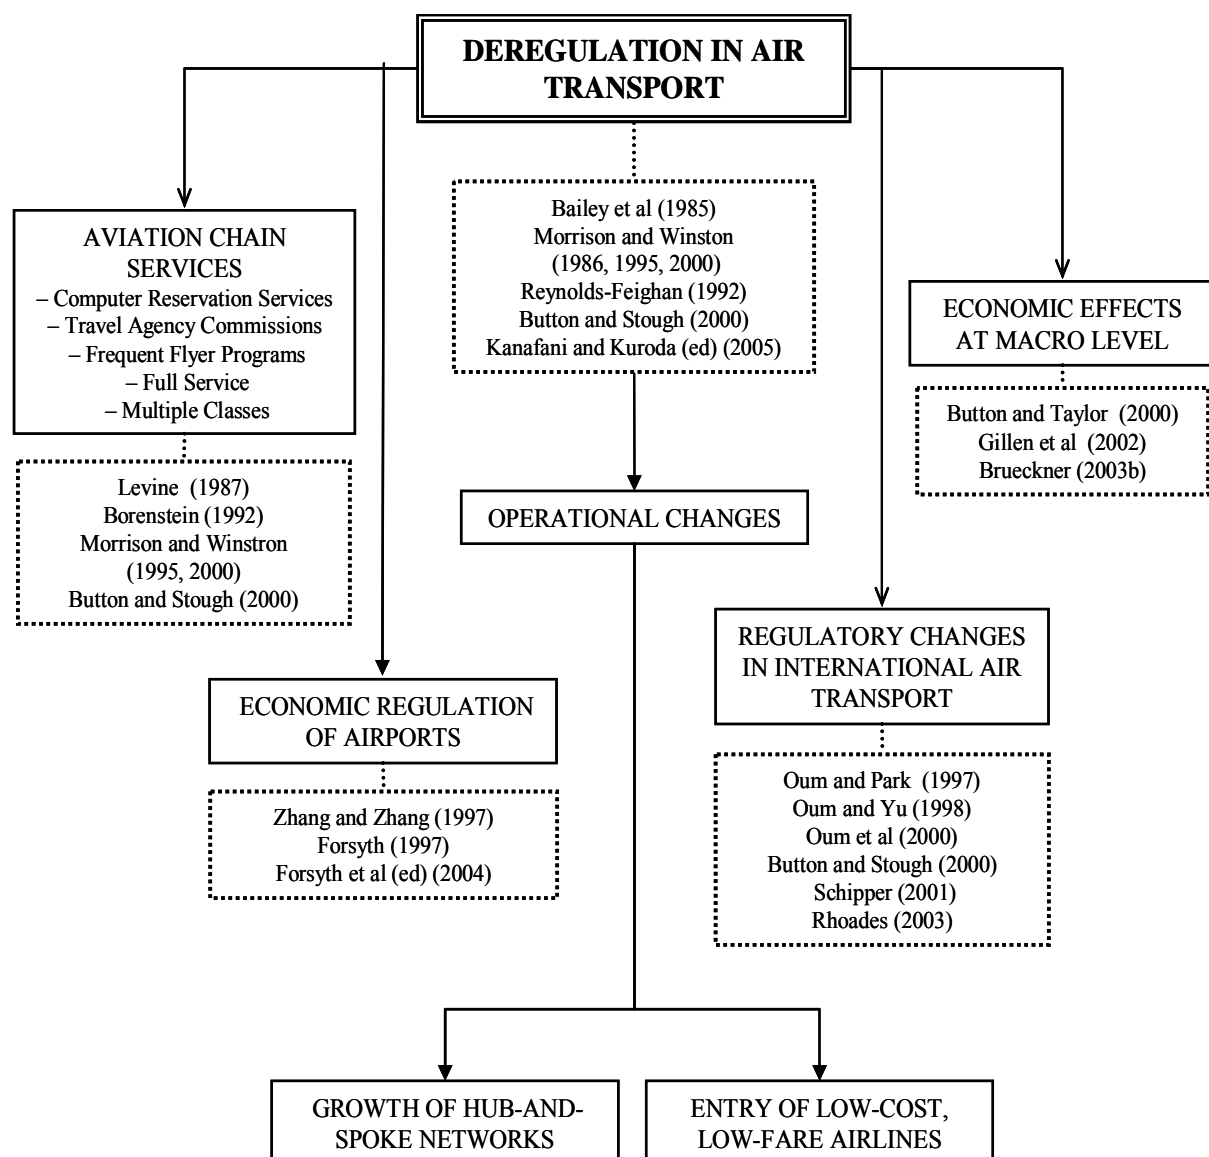 DEREGULATION IN AIR
TRANSPORT
AVIATION CHAIN
SERVICES
– Computer Reservation Services
– Travel Agency Commissions
– Frequent Flyer Programs
– Full Service
– Multiple Classes
Levine (1987)
Borenstein (1992)
Morrison and Winstron
(1995, 2000)
Button and Stough (2000)
Bailey et al (1985)
Morrison and Winston
(1986, 1995, 2000)
Reynolds-Feighan (1992)
Button and Stough (2000)
Kanafani and Kuroda (ed) (2005)
ECONOMIC EFFECTS
AT MACRO LEVEL
Button and Taylor (2000)
Gillen et al (2002)
Brueckner (2003b)
OPERATIONAL CHANGES
ECONOMIC REGULATION
OF AIRPORTS
Zhang and Zhang (1997)
Forsyth (1997)
Forsyth et al (ed) (2004)
REGULATORY CHANGES
IN INTERNATIONAL AIR
TRANSPORT
Oum and Park (1997)
Oum and Yu (1998)
Oum et al (2000)
Button and Stough (2000)
Schipper (2001)
Rhoades (2003)
GROWTH OF HUB-AND-
SPOKE NETWORKS
ENTRY OF LOW-COST,
LOW-FARE AIRLINES